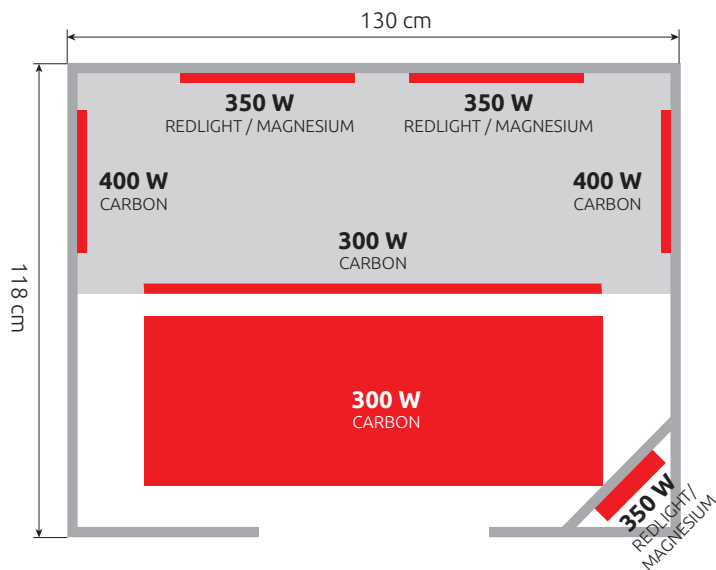 130 cm
350 W
REDLIGHT / MAGNESIUM
350 W
REDLIGHT / MAGNESIUM
400 W
CARBON
400 W
CARBON
300 W
CARBON
118 cm
300 W
CARBON
350 W
REDLIGHT/
MAGNESIUM